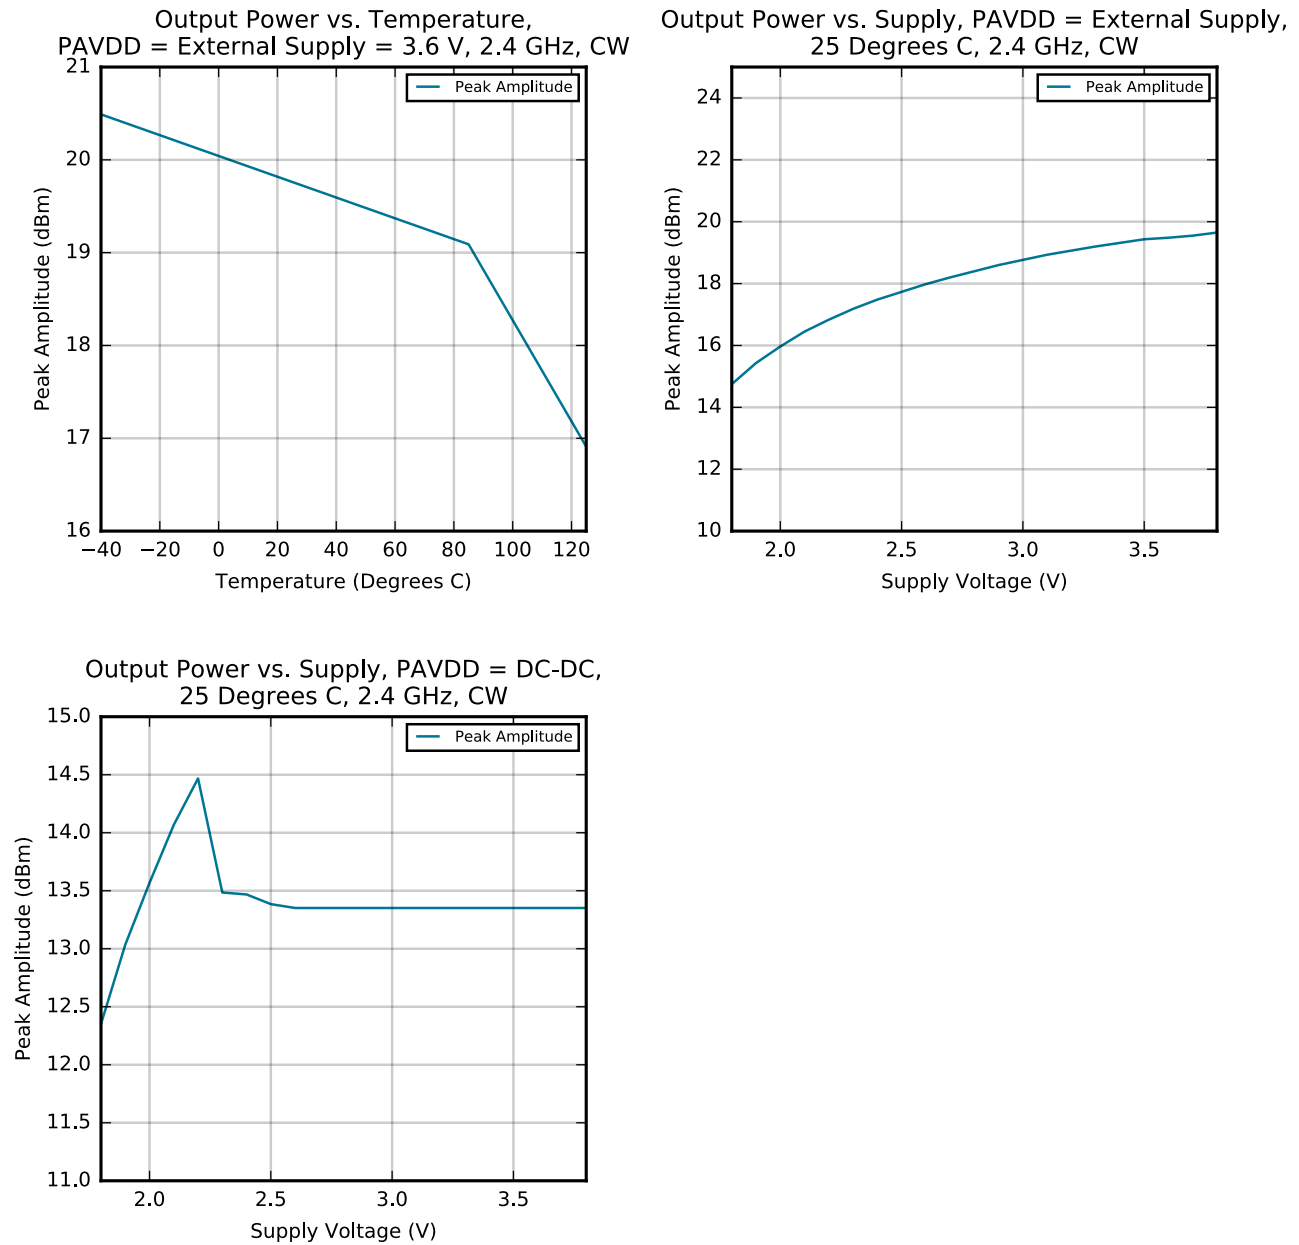 Output Power vs. Temperature,
PAVDD = External Supply = 3.6 V, 2.4 GHz, CW
Peak Amplitude
21
20
19
18
17
16
Peak Amplitude (dBm)
−40 −20 0 20 40 60 80 100 120
Temperature (Degrees C)
Output Power vs. Supply, PAVDD = External Supply,
25 Degrees C, 2.4 GHz, CW
Peak Amplitude
24
22
20
18
16
14
12
10
Peak Amplitude (dBm)
2.0 2.5 3.0 3.5
Supply Voltage (V)
Output Power vs. Supply, PAVDD = DC-DC,
25 Degrees C, 2.4 GHz, CW
Peak Amplitude
15.0
14.5
14.0
13.5
13.0
12.5
12.0
11.5
11.0
Peak Amplitude (dBm)
2.0 2.5 3.0 3.5
Supply Voltage (V)